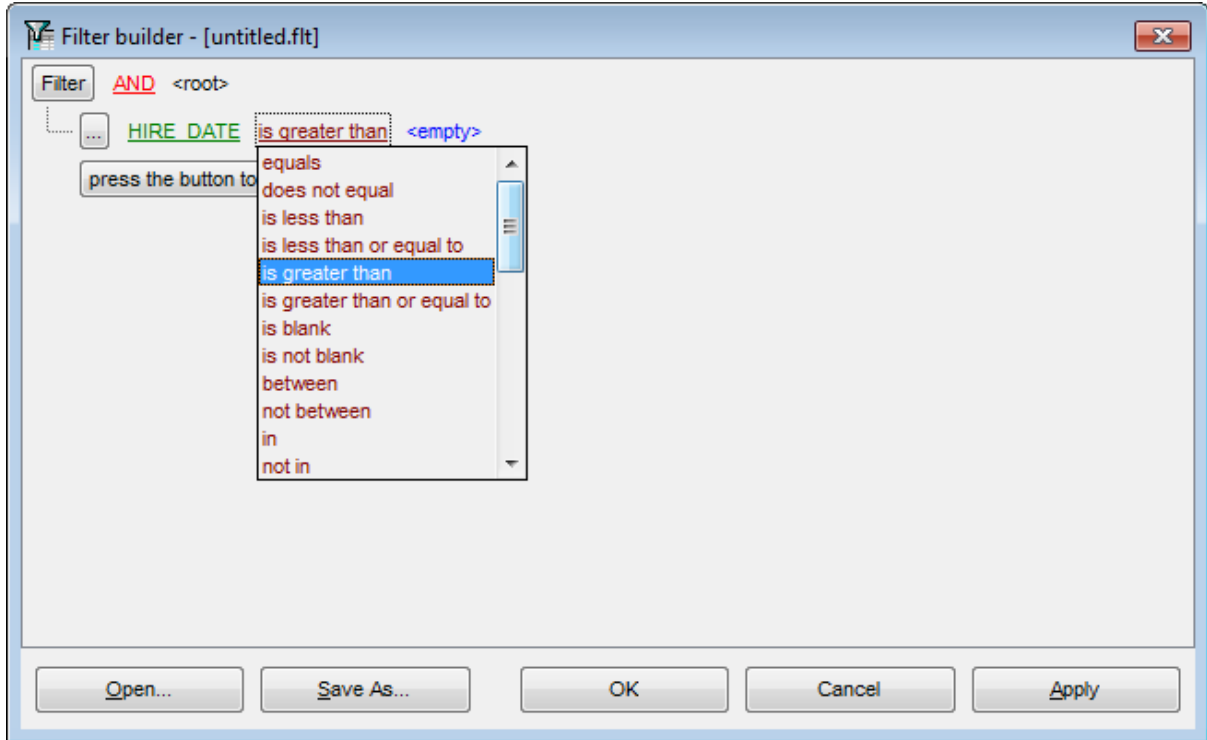 Filter builder - [untitled.flt]
Filter AND <root>
... HIRE_DATE is greater than <empty>
press the button to
equals
does not equal
is less than
is less than or equal to
is greater than
is greater than or equal to
is blank
is not blank
between
not between
in
not in
Open... Save As... OK Cancel Apply